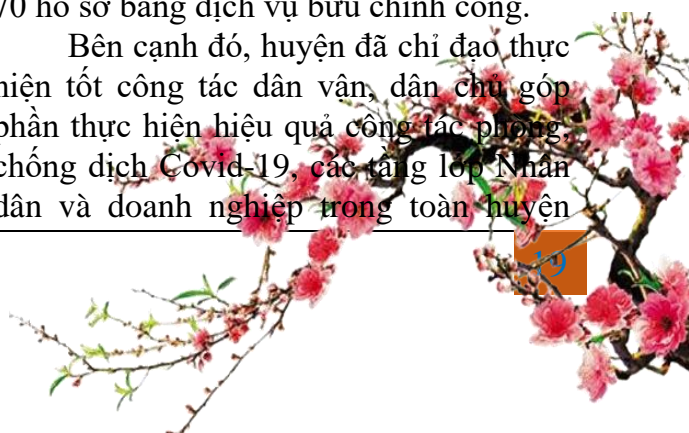 70 hồ sơ bằng dịch vụ bưu chính công.
Bên cạnh đó, huyện đã chỉ đạo thực
hiện tốt công tác dân vận, dân chủ góp
phần thực hiện hiệu quả công tác phòng,
chống dịch Covid-19, các tầng lớp Nhân
dân và doanh nghiệp trong toàn huyện
19